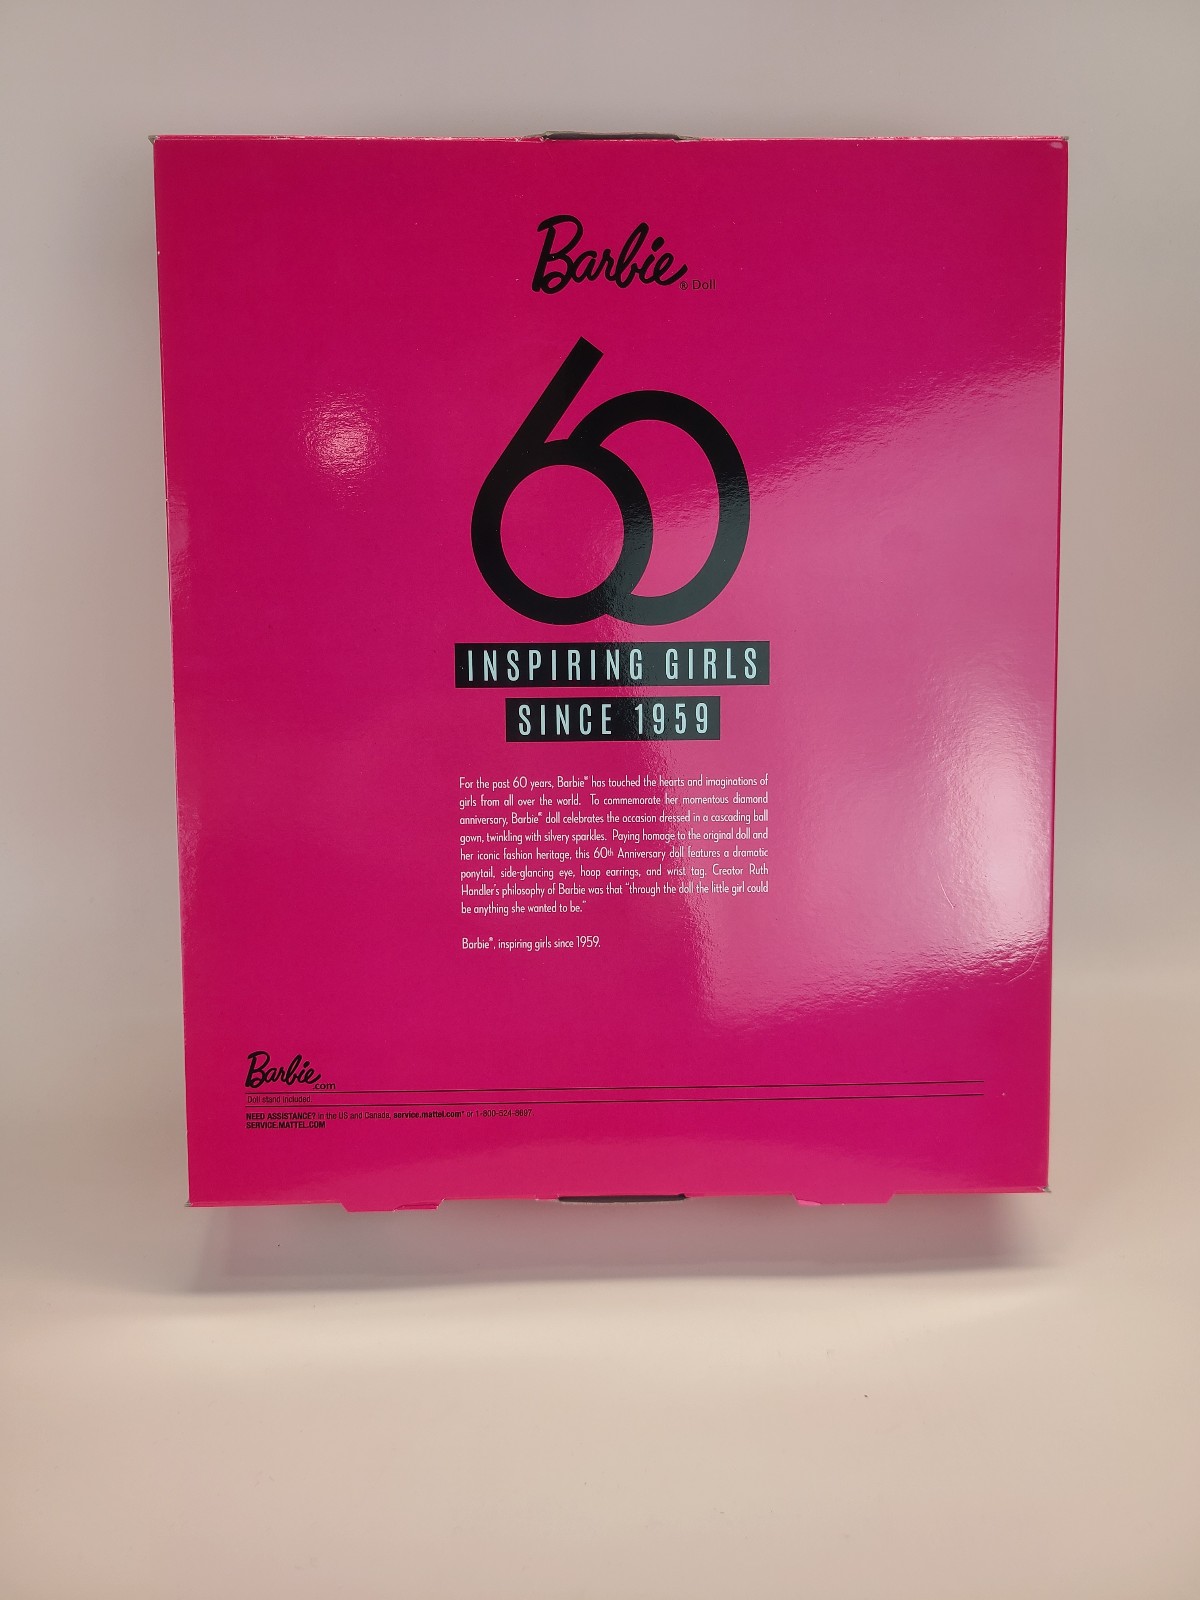 Barbie® Doll
60
INSPIRING GIRLS
SINCE 1959
For the past 60 years, Barbie® has touched the hearts and imaginations of
girls from all over the world. To commemorate her momentous diamond
anniversary, Barbie® doll celebrates the occasion dressed in a cascading ball
gown, twinkling with silvery sparkles. Paying homage to the original doll and
her iconic fashion heritage, this 60th Anniversary doll features a dramatic
ponytail, side-glancing eye, hoop earrings, and wrist tag. Creator Ruth
Handler's philosophy of Barbie was that "through the doll the little girl could
be anything she wanted to be."
Barbie®, inspiring girls since 1959.
Barbie.com
Doll stand included
NEED ASSISTANCE? In the US and Canada, service.mattel.com* or 1-800-524-8697.
SERVICE.MATTEL.COM